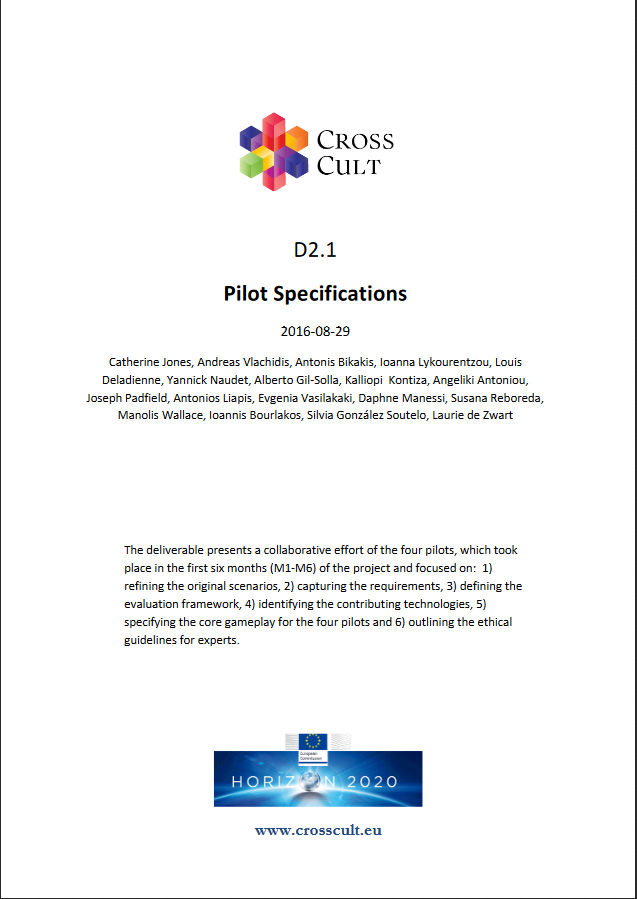 CROSS
CULT
D2.1
Pilot Specifications
2016-08-29
Catherine Jones, Andreas Vlachidis, Antonis Bikakis, Ioanna Lykourentzou, Louis
Deladienne, Yannick Naudet, Alberto Gil-Solla, Kalliopi Kontiza, Angeliki Antoniou,
Joseph Padfield, Antonios Liapis, Evgenia Vasilakaki, Daphne Manessi, Susana Reboreda,
Manolis Wallace, Ioannis Bourlakos, Silvia González Soutelo, Laurie de Zwart
The deliverable presents a collaborative effort of the four pilots, which took
place in the first six months (M1-M6) of the project and focused on: 1)
refining the original scenarios, 2) capturing the requirements, 3) defining the
evaluation framework, 4) identifying the contributing technologies, 5)
specifying the core gameplay for the four pilots and 6) outlining the ethical
guidelines for experts.
European
Commission
HORIZON 2020
www.crosscult.eu